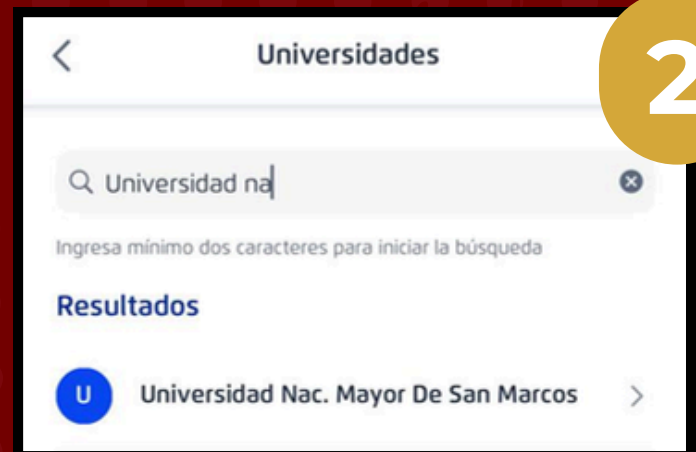 Universidades
2
Universidad na
Ingresa mínimo dos caracteres para iniciar la búsqueda
Resultados
U Universidad Nac. Mayor De San Marcos